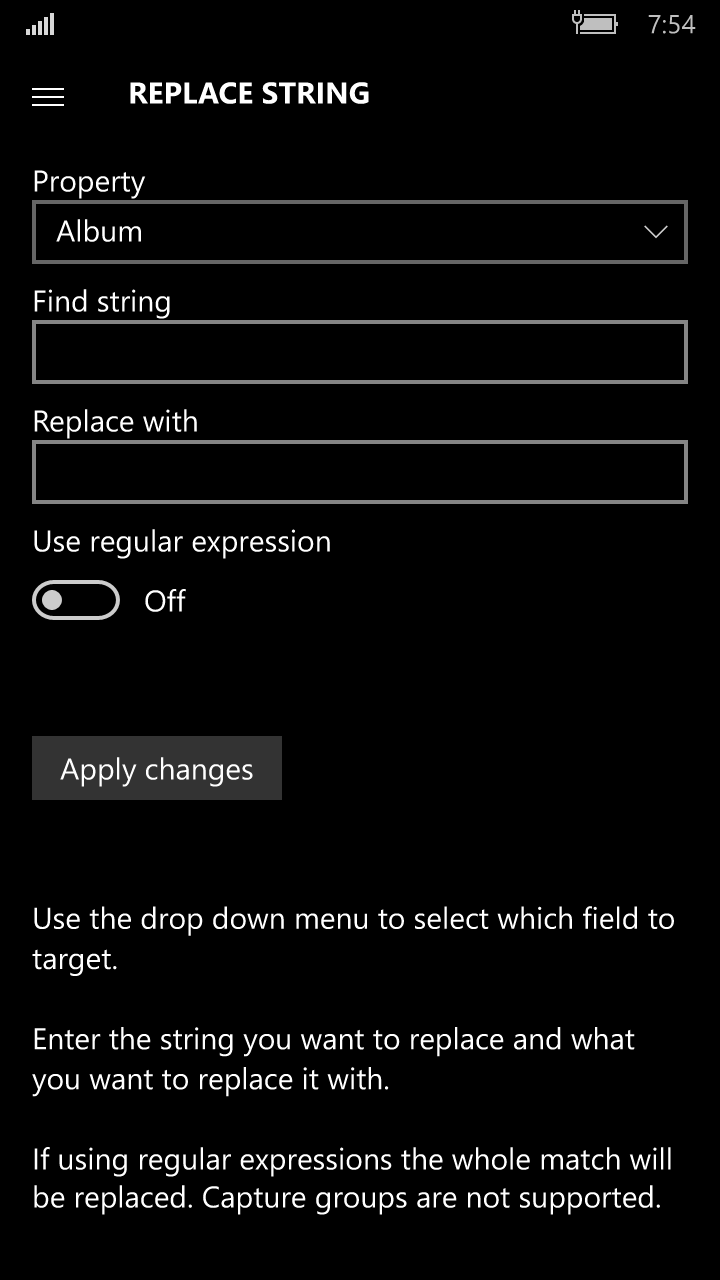 7:54
REPLACE STRING
Property
Album
Find string
Replace with
Use regular expression
Off
Apply changes
Use the drop down menu to select which field to
target.
Enter the string you want to replace and what
you want to replace it with.
If using regular expressions the whole match will
be replaced. Capture groups are not supported.